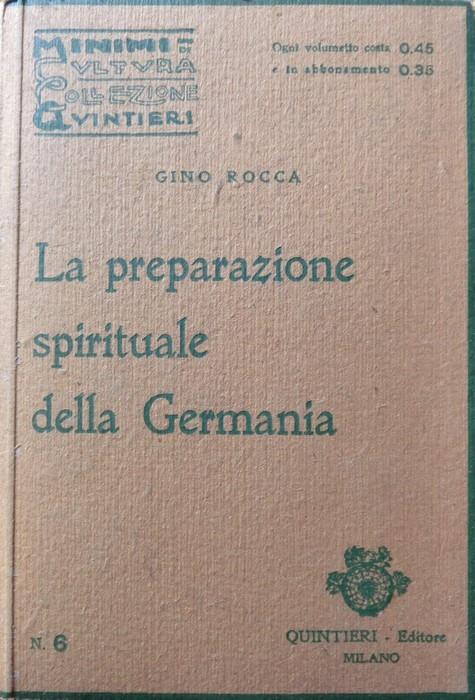 MINIMI DI
CVLTVRA
COLLEZIONE
QVINTIERI
Ogni volumetto costa 0.45
e in abbonamento 0.35
GINO ROCCA
La preparazione
spirituale
della Germania
N. 6
QUINTIERI - Editore
MILANO